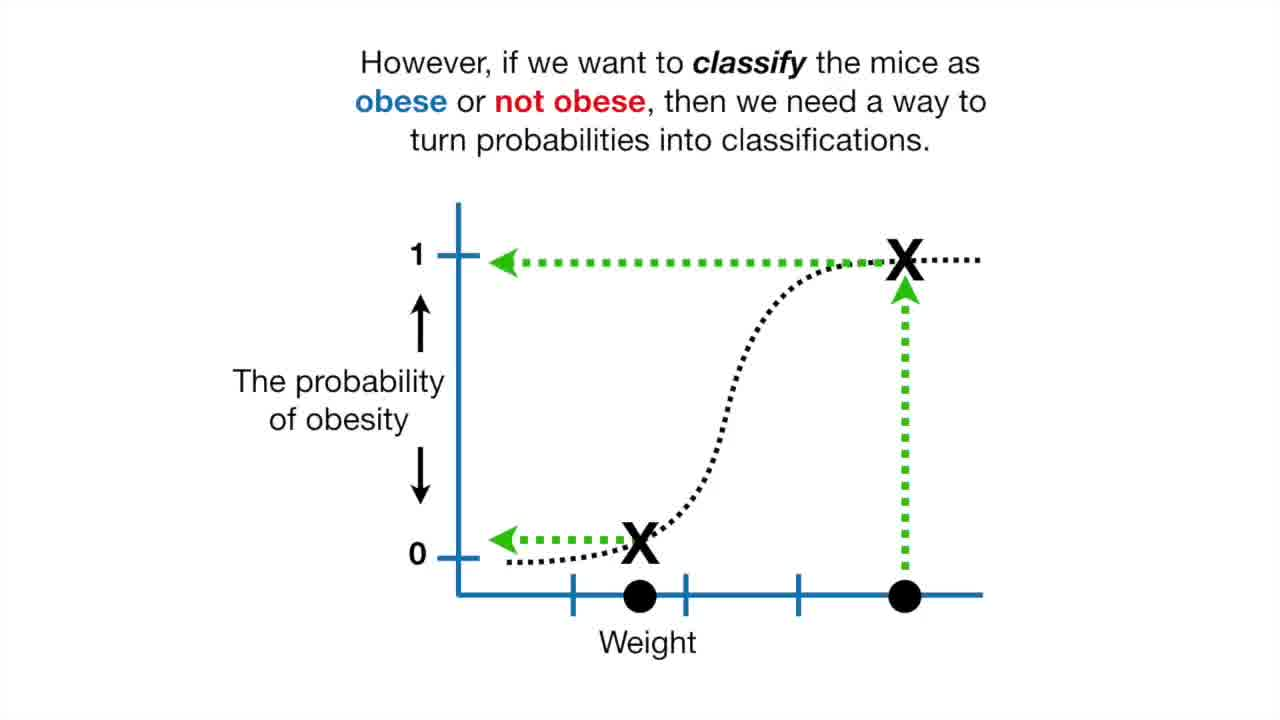 However, if we want to classify the mice as
obese or not obese, then we need a way to
turn probabilities into classifications.
1
The probability
of obesity
0
X
X
Weight